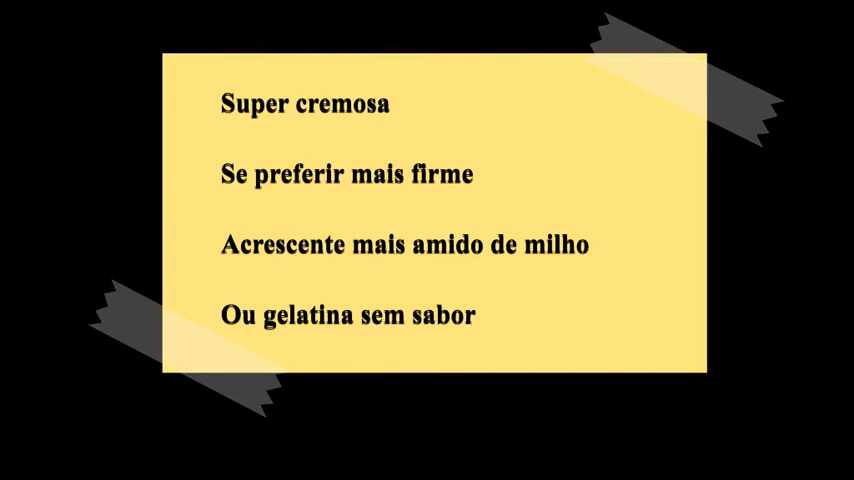 Super cremosa
Se preferir mais firme
Acrescente mais amido de milho
Ou gelatina sem sabor